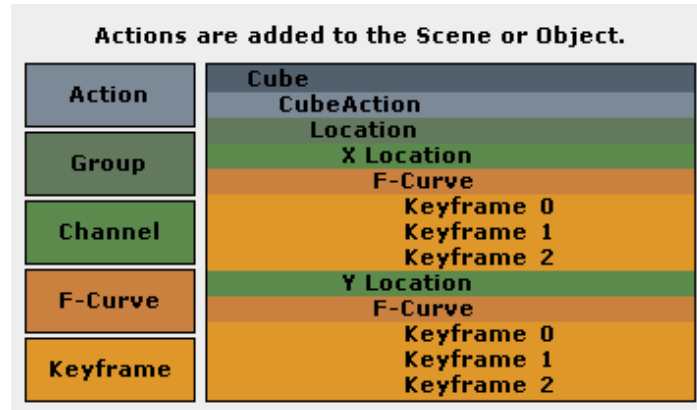 Actions are added to the Scene or Object.
Action
Group
Channel
F-Curve
Keyframe
Cube
CubeAction
Location
X Location
F-Curve
Keyframe 0
Keyframe 1
Keyframe 2
Y Location
F-Curve
Keyframe 0
Keyframe 1
Keyframe 2